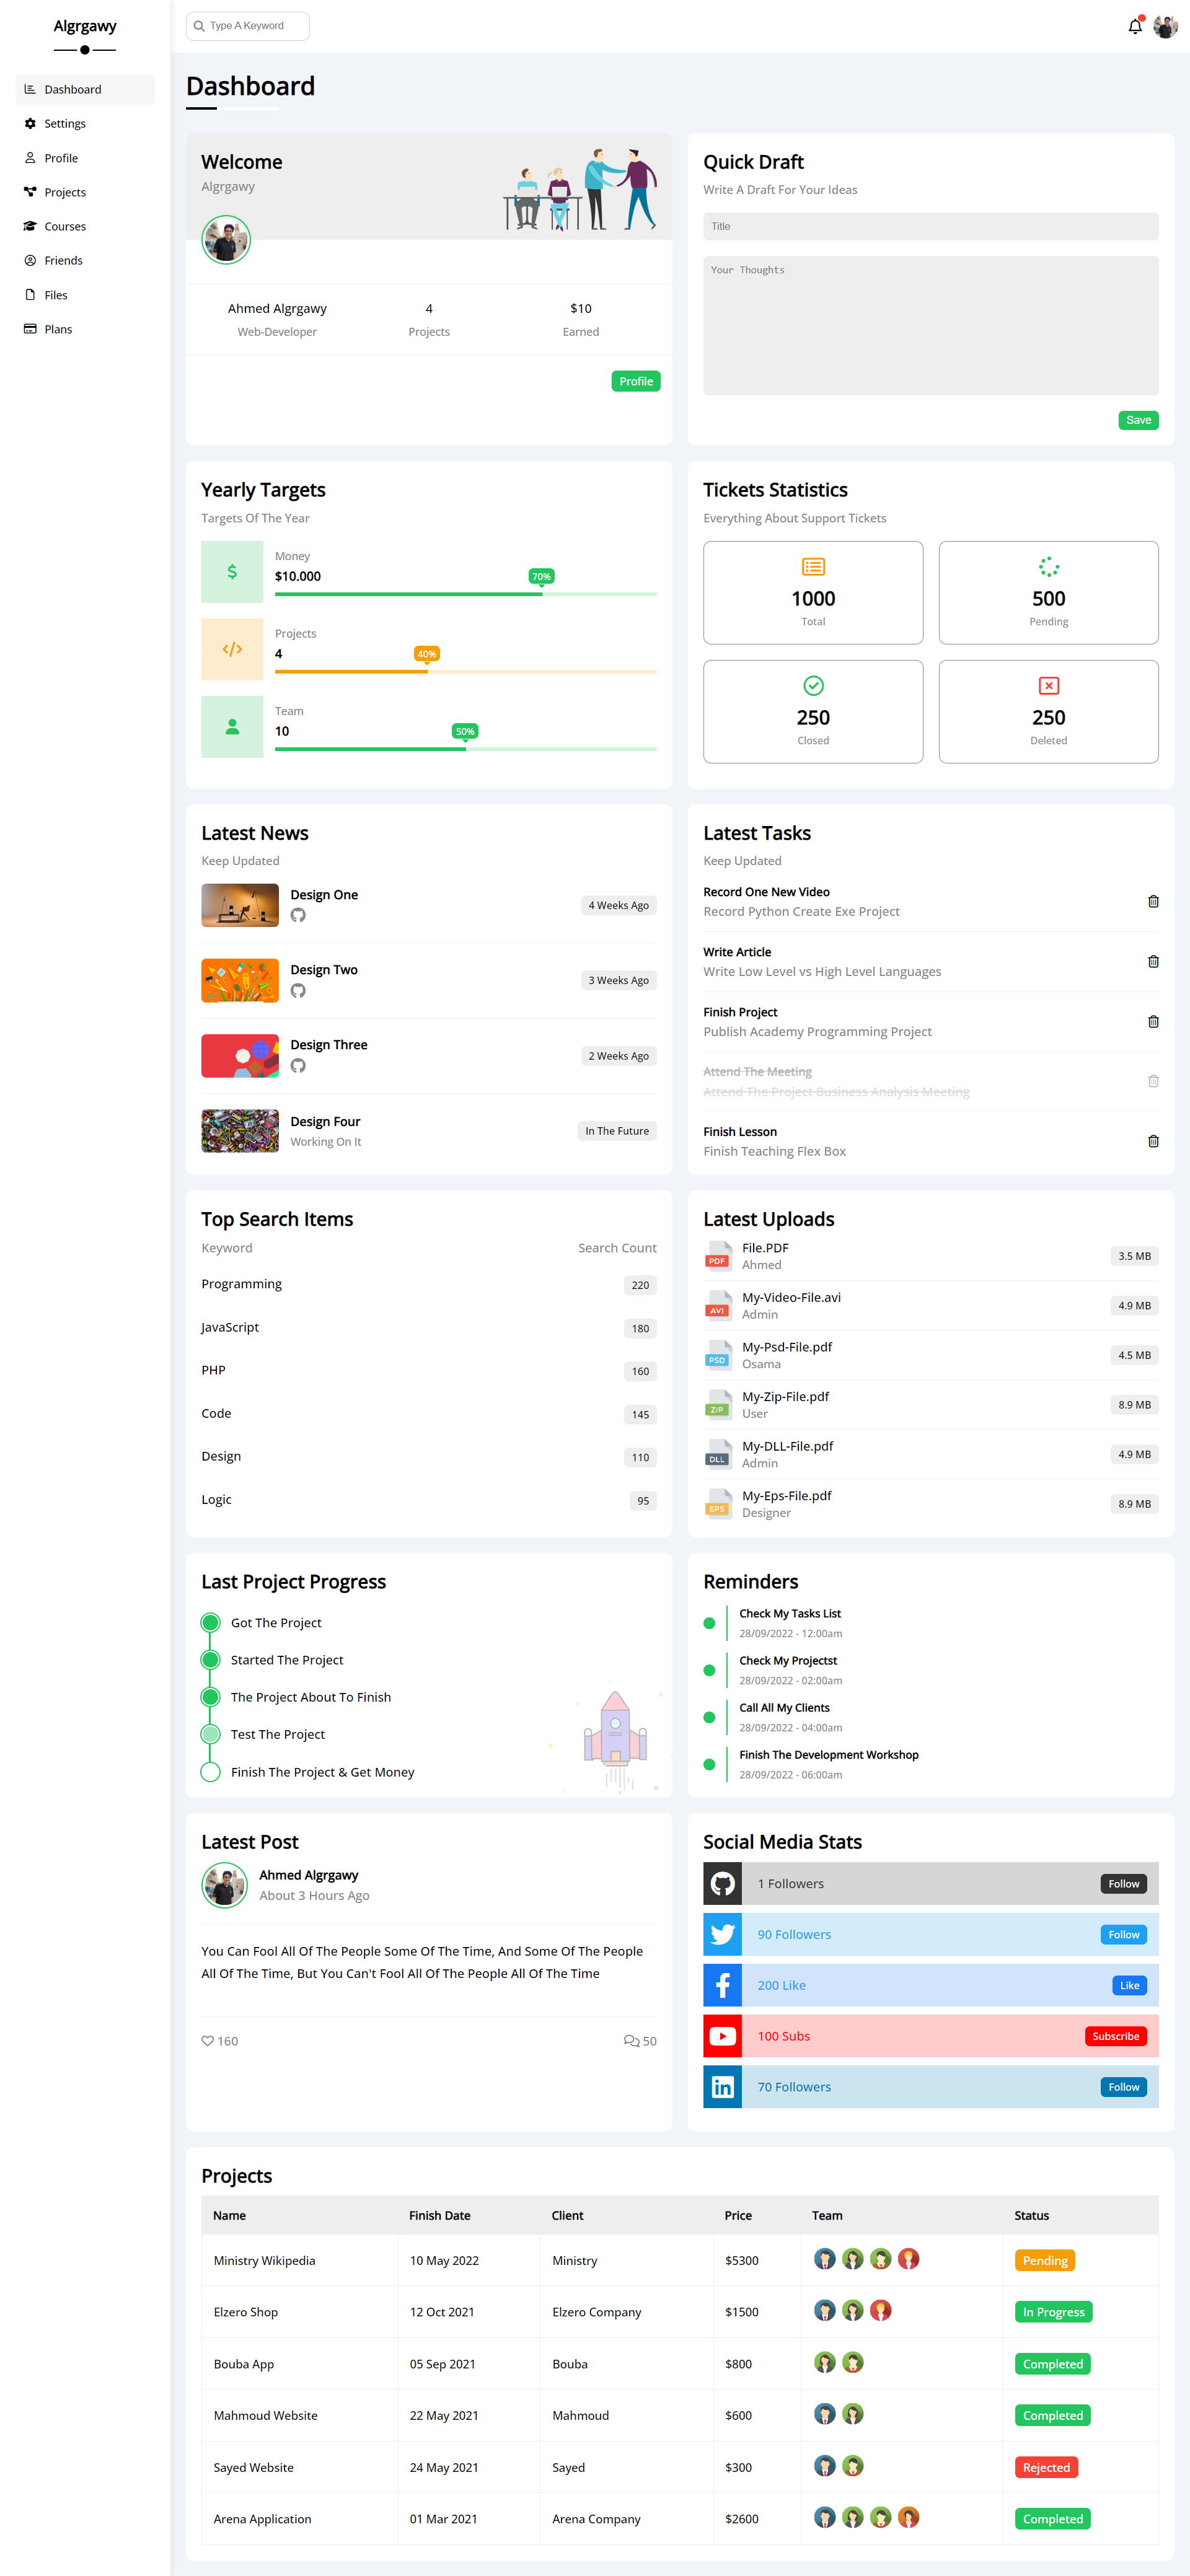 Algrgawy
Type A Keyword
Dashboard
Settings
Profile
Projects
Courses
Friends
Files
Plans
Dashboard
Welcome
Algrgawy
Ahmed Algrgawy
Web-Developer
4
Projects
$10
Earned
Profile
Quick Draft
Write A Draft For Your Ideas
Title
Your Thoughts
Save
Yearly Targets
Targets Of The Year
Money
$10.000
70%
Projects
4
40%
Team
10
50%
Tickets Statistics
Everything About Support Tickets
1000
Total
500
Pending
250
Closed
250
Deleted
Latest News
Keep Updated
Design One
4 Weeks Ago
Design Two
3 Weeks Ago
Design Three
2 Weeks Ago
Design Four
Working On It
In The Future
Latest Tasks
Keep Updated
Record One New Video
Record Python Create Exe Project
Write Article
Write Low Level vs High Level Languages
Finish Project
Publish Academy Programming Project
Attend The Meeting
Attend The Project Business Analysis Meeting
Finish Lesson
Finish Teaching Flex Box
Top Search Items
Keyword Search Count
Programming 220
JavaScript 180
PHP 160
Code 145
Design 110
Logic 95
Latest Uploads
PDF
File.PDF
Ahmed
3.5 MB
AVI
My-Video-File.avi
Admin
4.9 MB
PSD
My-Psd-File.pdf
Osama
4.5 MB
ZIP
My-Zip-File.pdf
User
8.9 MB
DLL
My-DLL-File.pdf
Admin
4.9 MB
EPS
My-Eps-File.pdf
Designer
8.9 MB
Last Project Progress
Got The Project
Started The Project
The Project About To Finish
Test The Project
Finish The Project & Get Money
Reminders
Check My Tasks List
28/09/2022 - 12:00am
Check My Projectst
28/09/2022 - 02:00am
Call All My Clients
28/09/2022 - 04:00am
Finish The Development Workshop
28/09/2022 - 06:00am
Latest Post
Ahmed Algrgawy
About 3 Hours Ago
You Can Fool All Of The People Some Of The Time, And Some Of The People
All Of The Time, But You Can't Fool All Of The People All Of The Time
160
50
Social Media Stats
1 Followers Follow
90 Followers Follow
200 Like Like
100 Subs Subscribe
70 Followers Follow
Projects
Name Finish Date Client Price Team Status
Ministry Wikipedia 10 May 2022 Ministry $5300 Pending
Elzero Shop 12 Oct 2021 Elzero Company $1500 In Progress
Bouba App 05 Sep 2021 Bouba $800 Completed
Mahmoud Website 22 May 2021 Mahmoud $600 Completed
Sayed Website 24 May 2021 Sayed $300 Rejected
Arena Application 01 Mar 2021 Arena Company $2600 Completed